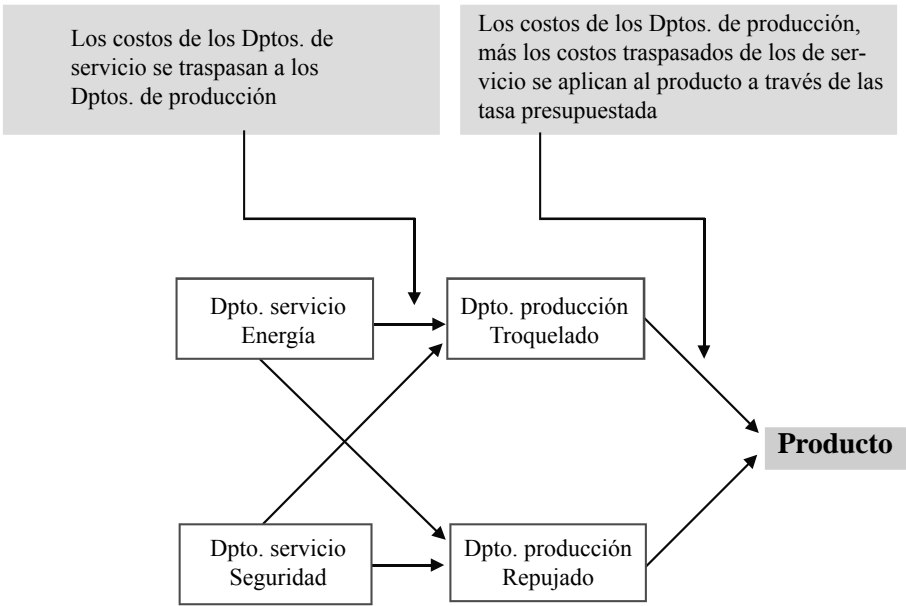 Los costos de los Dptos. de
servicio se traspasan a los
Dptos. de producción
Los costos de los Dptos. de producción,
más los costos traspasados de los de ser-
vicio se aplican al producto a través de las
tasa presupuestada
Dpto. servicio
Energía
Dpto. producción
Troquelado
Producto
Dpto. servicio
Seguridad
Dpto. producción
Repujado